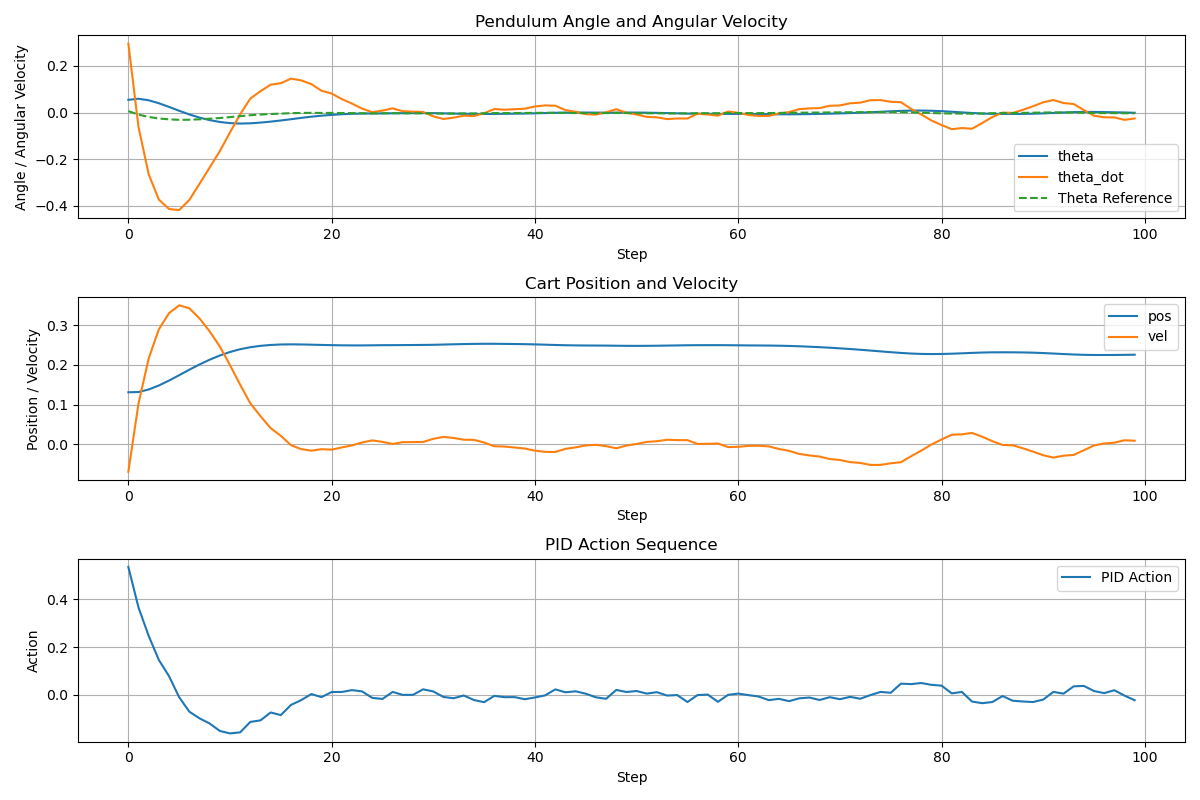 Pendulum Angle and Angular Velocity
Angle / Angular Velocity
0.2
0.0
−0.2
−0.4
theta
theta_dot
Theta Reference
0 20 40 60 80 100
Step
Cart Position and Velocity
Position / Velocity
0.3
0.2
0.1
0.0
pos
vel
0 20 40 60 80 100
Step
PID Action Sequence
Action
0.4
0.2
0.0
PID Action
0 20 40 60 80 100
Step